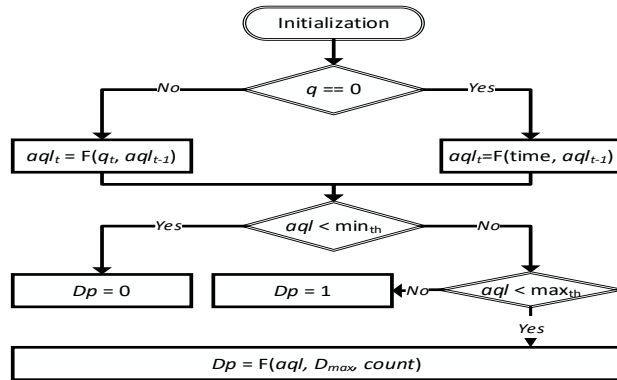 Initialization
q == 0
No
Yes
aqlₜ = F(qₜ, aqlₜ₋₁)
aqlₜ=F(time, aqlₜ₋₁)
aql < minₜₕ
Yes
No
Dp = 0
Dp = 1
No
aql < maxₜₕ
Yes
Dp = F(aql, Dₘₐₓ, count)